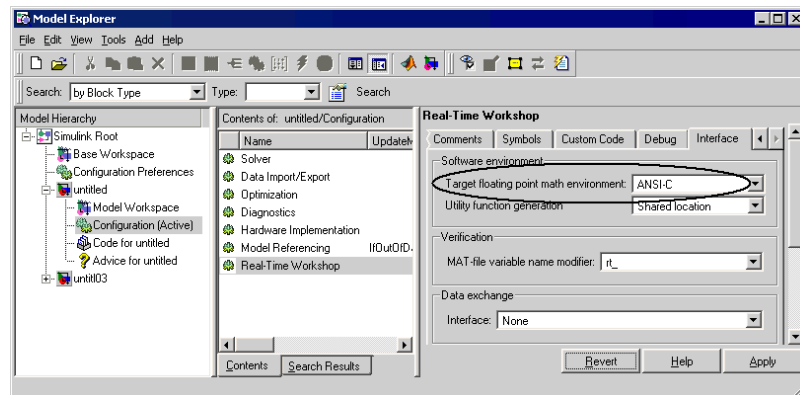 Model Explorer
File Edit View Tools Add Help
Search: by Block Type Type: Search
Model Hierarchy
Simulink Root
Base Workspace
Configuration Preferences
untitled
Model Workspace
Configuration (Active)
Code for untitled
Advice for untitled
untitl03
Contents of: untitled/Configuration
Name UpdateM
Solver
Data Import/Export
Optimization
Diagnostics
Hardware Implementation
Model Referencing IfOutOfD.
Real-Time Workshop
Contents Search Results
Real-Time Workshop
Comments Symbols Custom Code Debug Interface
Software environment
Target floating point math environment: ANSI-C
Utility function generation Shared location
Verification
MAT-file variable name modifier: rt_
Data exchange
Interface: None
Revert Help Apply